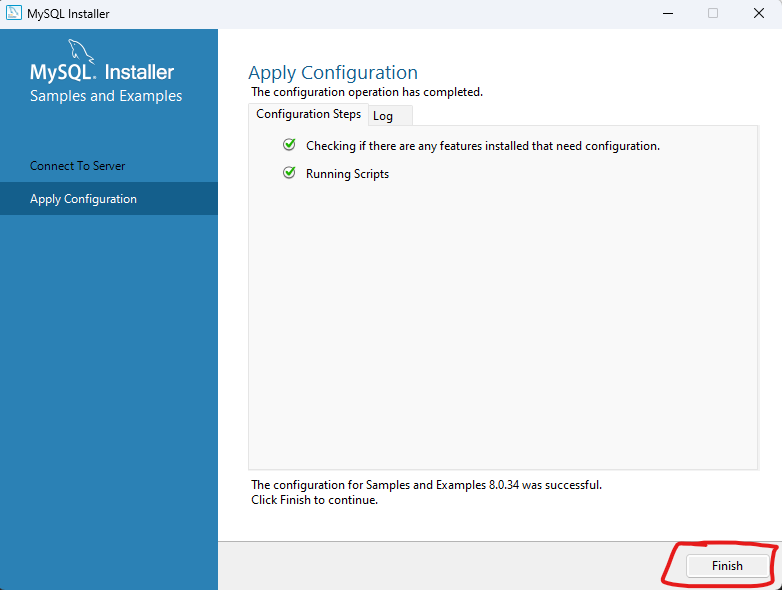 MySQL Installer
MySQL. Installer
Samples and Examples
Connect To Server
Apply Configuration
Apply Configuration
The configuration operation has completed.
Configuration Steps Log
Checking if there are any features installed that need configuration.
Running Scripts
The configuration for Samples and Examples 8.0.34 was successful.
Click Finish to continue.
Finish